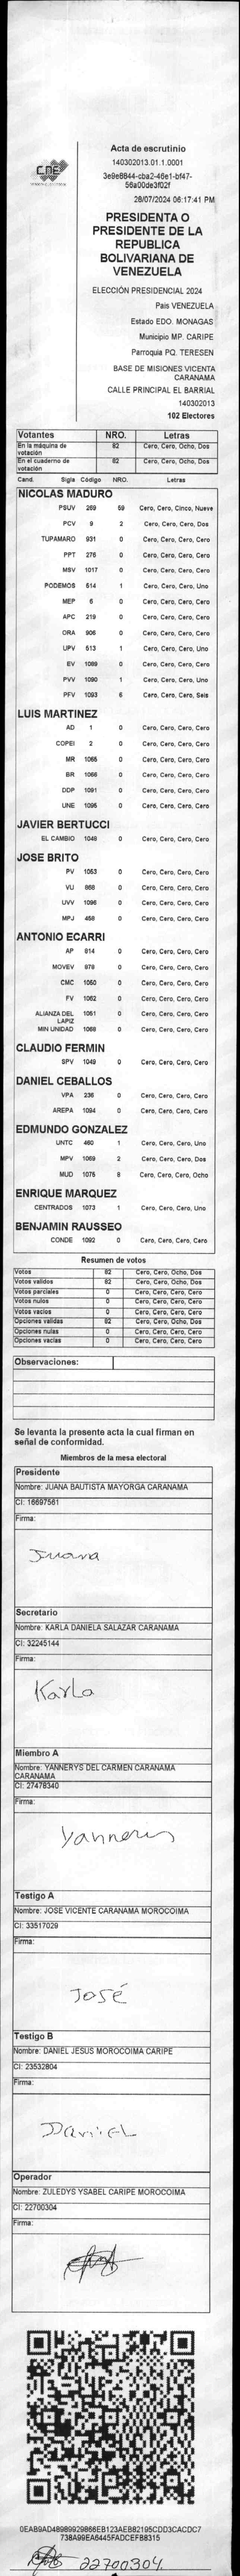 CNE
Acta de escrutinio
140302013.01.1.0001
3e9e8844-cba2-46e1-bf47-
56a00de3f02f
28/07/2024 06:17:41 PM
PRESIDENTA O
PRESIDENTE DE LA
REPUBLICA
BOLIVARIANA DE
VENEZUELA
ELECCIÓN PRESIDENCIAL 2024
Pais VENEZUELA
Estado EDO. MONAGAS
Municipio MP. CARIPE
Parroquia PQ. TERESEN
BASE DE MISIONES VICENTA
CARANAMA
CALLE PRINCIPAL EL BARRIAL
140302013
102 Electores
Votantes NRO. Letras
En la máquina de votación 82 Cero, Cero, Ocho, Dos
En el cuaderno de votación 82 Cero, Cero, Ocho, Dos
Cand. Sigla Código NRO. Letras
NICOLAS MADURO
PSUV 269 59 Cero, Cero, Cinco, Nueve
PCV 9 2 Cero, Cero, Cero, Dos
TUPAMARO 931 0 Cero, Cero, Cero, Cero
PPT 276 0 Cero, Cero, Cero, Cero
MSV 1017 0 Cero, Cero, Cero, Cero
PODEMOS 514 1 Cero, Cero, Cero, Uno
MEP 6 0 Cero, Cero, Cero, Cero
APC 219 0 Cero, Cero, Cero, Cero
ORA 906 0 Cero, Cero, Cero, Cero
UPV 513 1 Cero, Cero, Cero, Uno
EV 1089 0 Cero, Cero, Cero, Cero
PVV 1090 1 Cero, Cero, Cero, Uno
PFV 1093 6 Cero, Cero, Cero, Seis
LUIS MARTINEZ
AD 1 0 Cero, Cero, Cero, Cero
COPEI 2 0 Cero, Cero, Cero, Cero
MR 1065 0 Cero, Cero, Cero, Cero
BR 1066 0 Cero, Cero, Cero, Cero
DDP 1091 0 Cero, Cero, Cero, Cero
UNE 1095 0 Cero, Cero, Cero, Cero
JAVIER BERTUCCI
EL CAMBIO 1048 0 Cero, Cero, Cero, Cero
JOSE BRITO
PV 1053 0 Cero, Cero, Cero, Cero
VU 868 0 Cero, Cero, Cero, Cero
UVV 1096 0 Cero, Cero, Cero, Cero
MPJ 458 0 Cero, Cero, Cero, Cero
ANTONIO ECARRI
AP 814 0 Cero, Cero, Cero, Cero
MOVEV 878 0 Cero, Cero, Cero, Cero
CMC 1050 0 Cero, Cero, Cero, Cero
FV 1052 0 Cero, Cero, Cero, Cero
ALIANZA DEL LAPIZ 1051 0 Cero, Cero, Cero, Cero
MIN UNIDAD 1088 0 Cero, Cero, Cero, Cero
CLAUDIO FERMIN
SPV 1049 0 Cero, Cero, Cero, Cero
DANIEL CEBALLOS
VPA 236 0 Cero, Cero, Cero, Cero
AREPA 1094 0 Cero, Cero, Cero, Cero
EDMUNDO GONZALEZ
UNTC 460 1 Cero, Cero, Cero, Uno
MPV 1069 2 Cero, Cero, Cero, Dos
MUD 1075 8 Cero, Cero, Cero, Ocho
ENRIQUE MARQUEZ
CENTRADOS 1073 1 Cero, Cero, Cero, Uno
BENJAMIN RAUSSEO
CONDE 1092 0 Cero, Cero, Cero, Cero
Resumen de votos
Votos 82 Cero, Cero, Ocho, Dos
Votos validos 82 Cero, Cero, Ocho, Dos
Votos parciales 0 Cero, Cero, Cero, Cero
Votos nulos 0 Cero, Cero, Cero, Cero
Votos vacios 0 Cero, Cero, Cero, Cero
Opciones validas 82 Cero, Cero, Ocho, Dos
Opciones nulas 0 Cero, Cero, Cero, Cero
Opciones vacias 0 Cero, Cero, Cero, Cero
Observaciones:
Se levanta la presente acta la cual firman en
señal de conformidad.
Miembros de la mesa electoral
Presidente
Nombre: JUANA BAUTISTA MAYORGA CARANAMA
CI: 16697561
Firma:
Juana
Secretario
Nombre: KARLA DANIELA SALAZAR CARANAMA
CI: 32245144
Firma:
Karla
Miembro A
Nombre: YANNERYS DEL CARMEN CARANAMA
CARANAMA
CI: 27478340
Firma:
Yanneris
Testigo A
Nombre: JOSE VICENTE CARANAMA MOROCOIMA
CI: 33517029
Firma:
José
Testigo B
Nombre: DANIEL JESUS MOROCOIMA CARIPE
CI: 23532804
Firma:
DaniEL
Operador
Nombre: ZULEDYS YSABEL CARIPE MOROCOIMA
CI: 22700304
Firma:
0EAB9AD48989929866EB123AEB82195CDD3CACDC7
738A99EA6445FADCEFB8315
22700304.